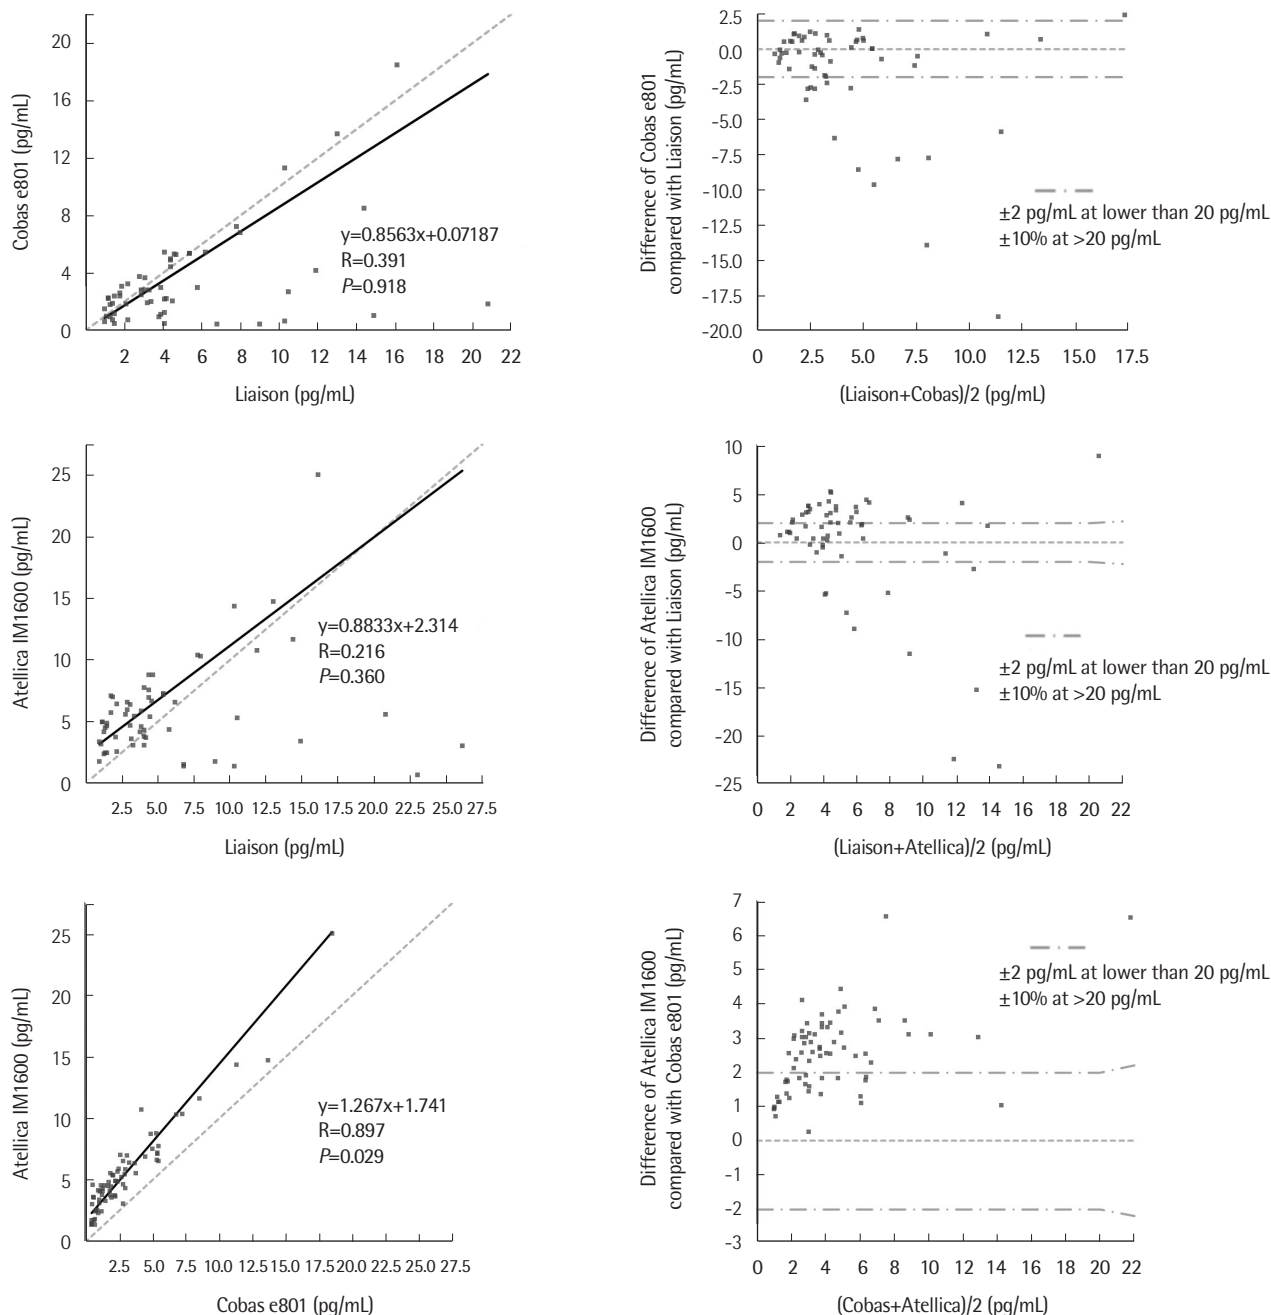 20
16
12
8
4
0
Cobas e801 (pg/mL)
y=0.8563x+0.07187
R=0.391
P=0.918
2 4 6 8 10 12 14 16 18 20 22
Liaison (pg/mL)
2.5
0.0
-2.5
-5.0
-7.5
-10.0
-12.5
-15.0
-17.5
-20.0
Difference of Cobas e801
compared with Liaison (pg/mL)
±2 pg/mL at lower than 20 pg/mL
±10% at >20 pg/mL
0 2.5 5.0 7.5 10.0 12.5 15.0 17.5
(Liaison+Cobas)/2 (pg/mL)
25
20
15
10
5
0
Atellica IM1600 (pg/mL)
y=0.8833x+2.314
R=0.216
P=0.360
2.5 5.0 7.5 10.0 12.5 15.0 17.5 20.0 22.5 25.0 27.5
Liaison (pg/mL)
10
5
0
-5
-10
-15
-20
-25
Difference of Atellica IM1600
compared with Liaison (pg/mL)
±2 pg/mL at lower than 20 pg/mL
±10% at >20 pg/mL
0 2 4 6 8 10 12 14 16 18 20 22
(Liaison+Atellica)/2 (pg/mL)
25
20
15
10
5
0
Atellica IM1600 (pg/mL)
y=1.267x+1.741
R=0.897
P=0.029
2.5 5.0 7.5 10.0 12.5 15.0 17.5 20.0 22.5 25.0 27.5
Cobas e801 (pg/mL)
7
6
5
4
3
2
1
0
-1
-2
-3
Difference of Atellica IM1600
compared with Cobas e801 (pg/mL)
±2 pg/mL at lower than 20 pg/mL
±10% at >20 pg/mL
0 2 4 6 8 10 12 14 16 18 20 22
(Cobas+Atellica)/2 (pg/mL)